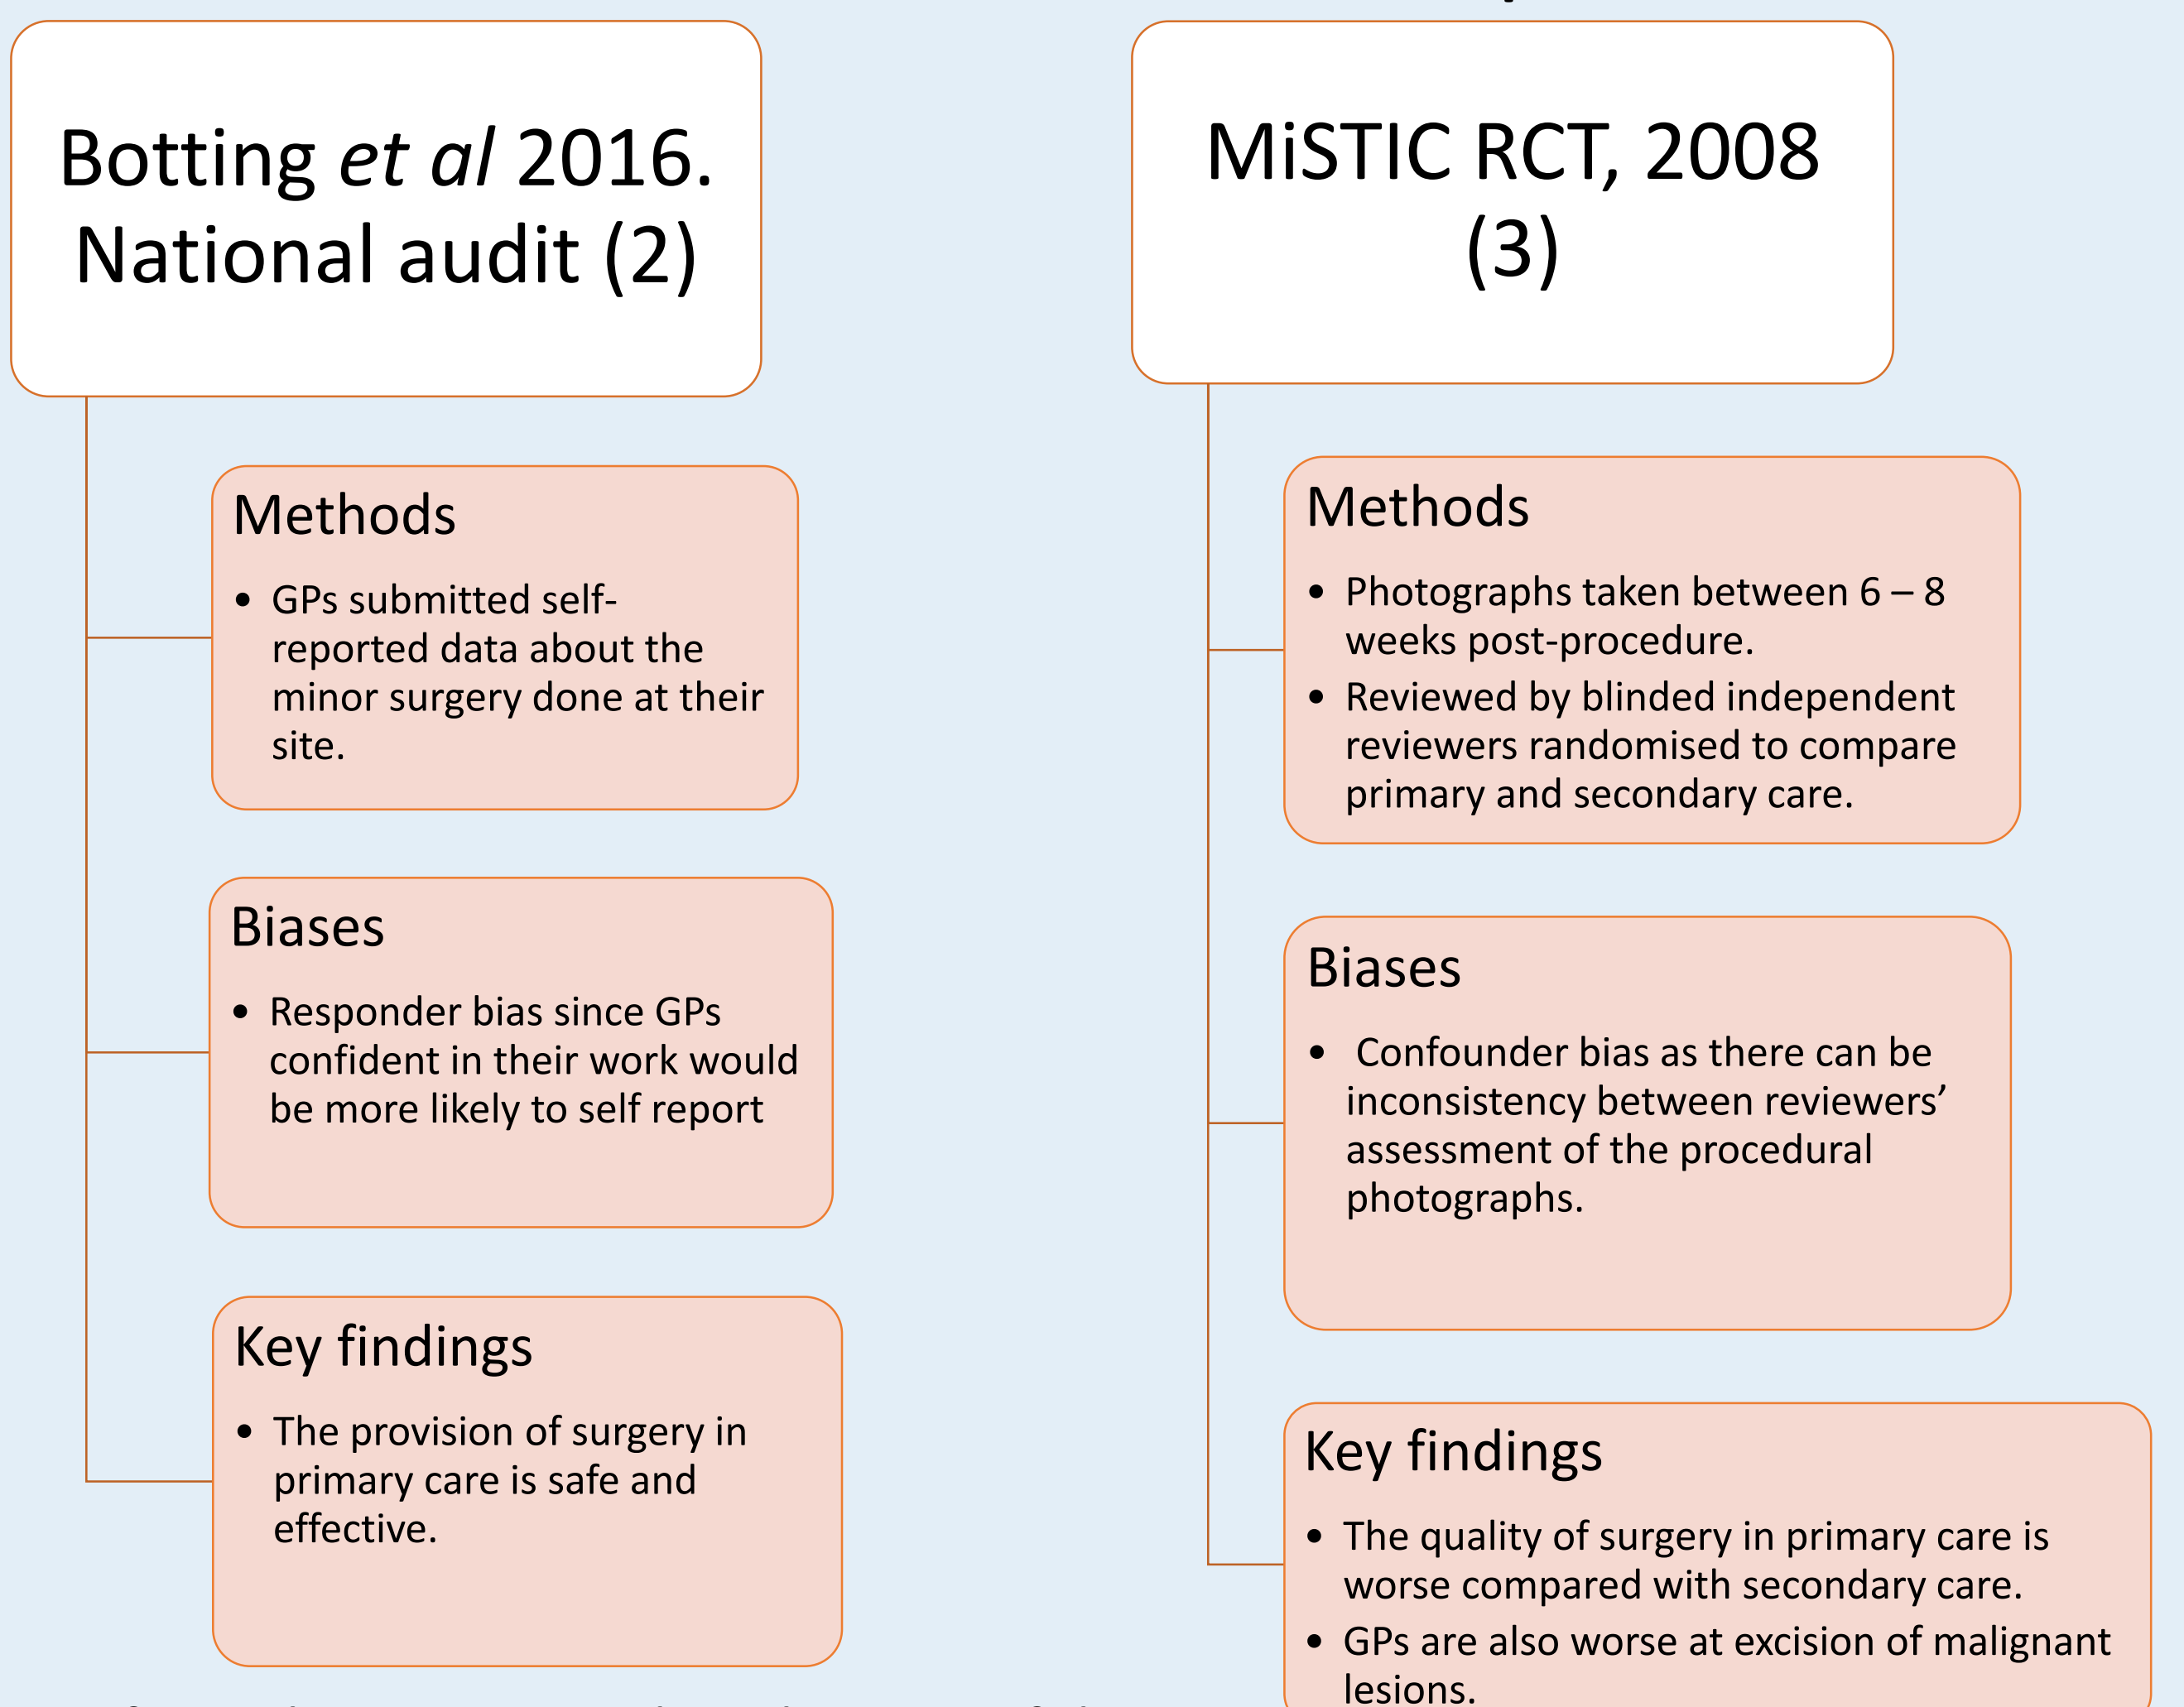 Botting et al 2016.
National audit (2)
Methods
• GPs submitted self-
reported data about the
minor surgery done at their
site.
Biases
• Responder bias since GPs
confident in their work would
be more likely to self report
Key findings
• The provision of surgery in
primary care is safe and
effective.
MiSTIC RCT, 2008
(3)
Methods
• Photographs taken between 6 – 8
weeks post-procedure.
• Reviewed by blinded independent
reviewers randomised to compare
primary and secondary care.
Biases
• Confounder bias as there can be
inconsistency between reviewers’
assessment of the procedural
photographs.
Key findings
• The quality of surgery in primary care is
worse compared with secondary care.
• GPs are also worse at excision of malignant
lesions.